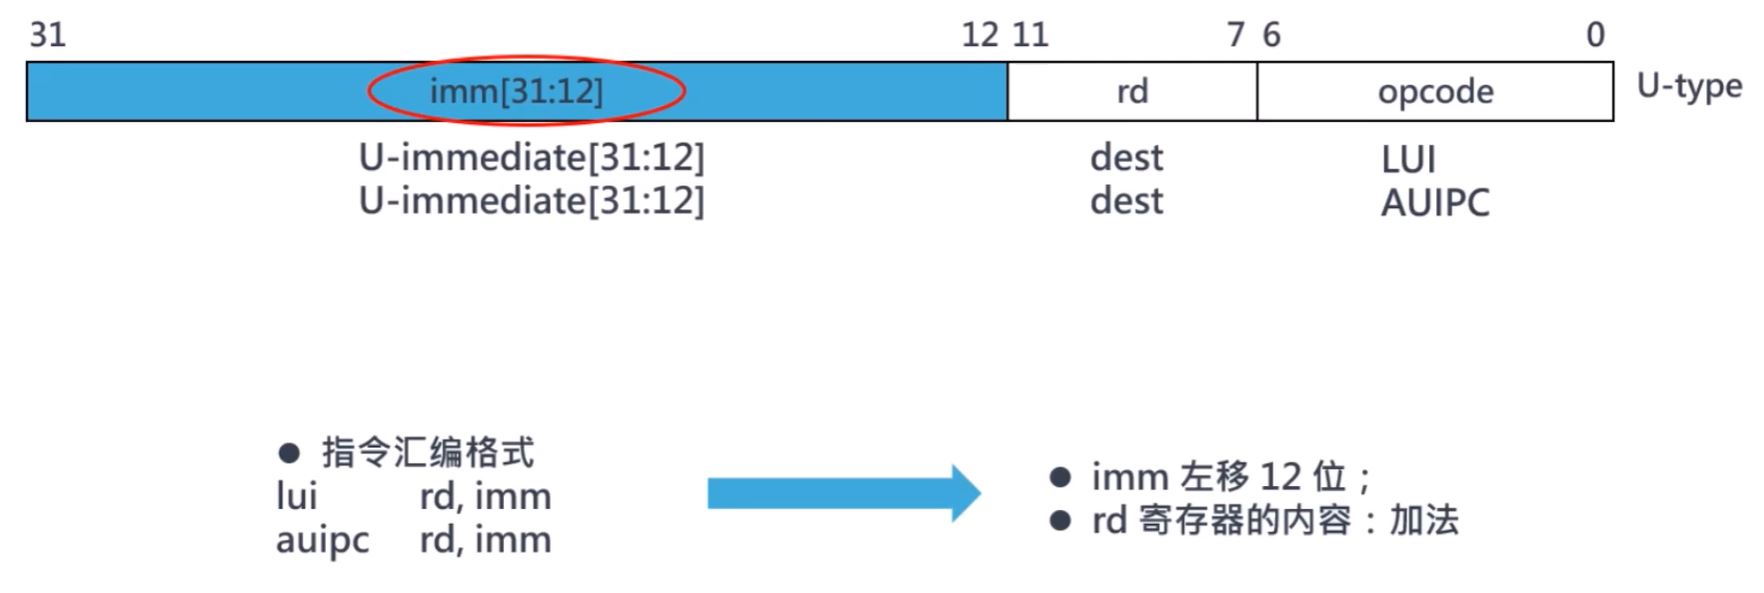 31 12 11 7 6 0
imm[31:12] rd opcode U-type
U-immediate[31:12] dest LUI
U-immediate[31:12] dest AUIPC
● 指令汇编格式
lui rd, imm
auipc rd, imm
● imm 左移 12 位；
● rd 寄存器的内容：加法